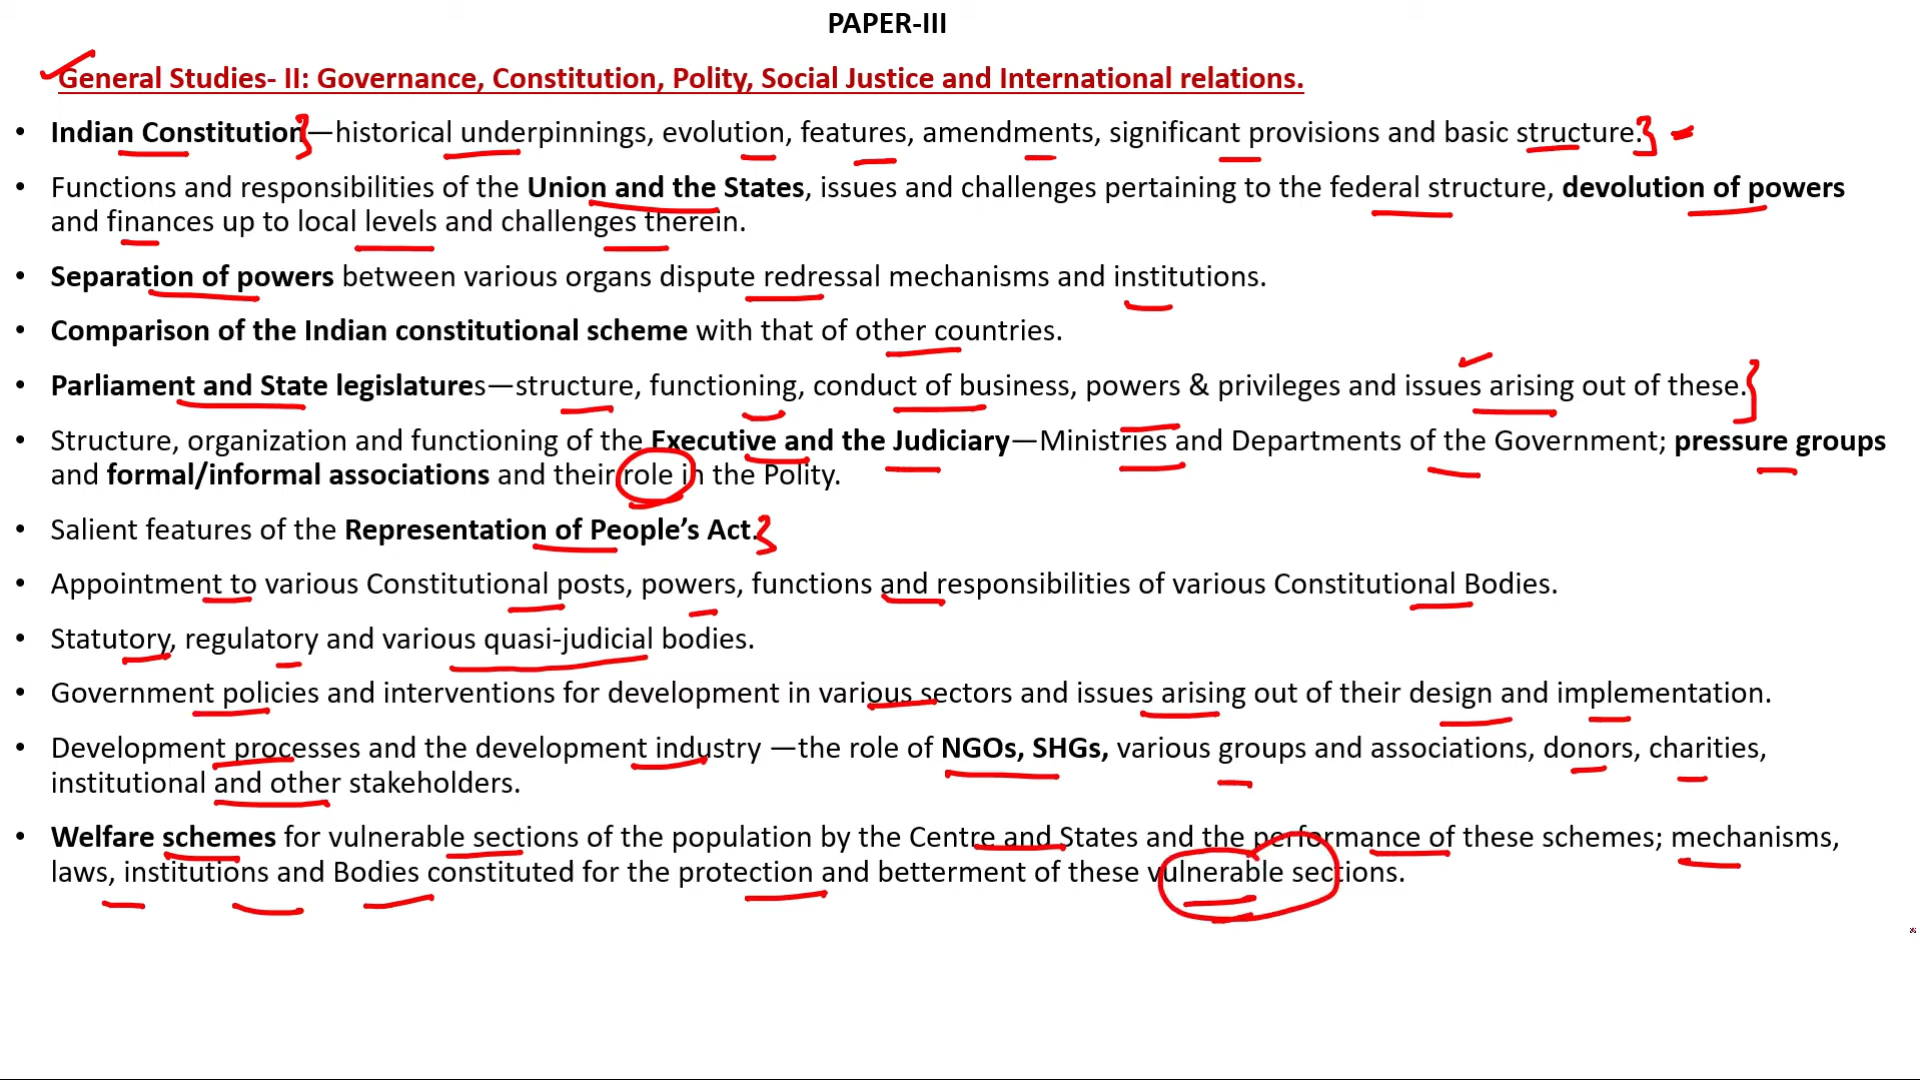 PAPER-III
General Studies- II: Governance, Constitution, Polity, Social Justice and International relations.
• Indian Constitution—historical underpinnings, evolution, features, amendments, significant provisions and basic structure.
• Functions and responsibilities of the Union and the States, issues and challenges pertaining to the federal structure, devolution of powers
and finances up to local levels and challenges therein.
• Separation of powers between various organs dispute redressal mechanisms and institutions.
• Comparison of the Indian constitutional scheme with that of other countries.
• Parliament and State legislatures—structure, functioning, conduct of business, powers & privileges and issues arising out of these.
• Structure, organization and functioning of the Executive and the Judiciary—Ministries and Departments of the Government; pressure groups
and formal/informal associations and their role in the Polity.
• Salient features of the Representation of People’s Act.
• Appointment to various Constitutional posts, powers, functions and responsibilities of various Constitutional Bodies.
• Statutory, regulatory and various quasi-judicial bodies.
• Government policies and interventions for development in various sectors and issues arising out of their design and implementation.
• Development processes and the development industry —the role of NGOs, SHGs, various groups and associations, donors, charities,
institutional and other stakeholders.
• Welfare schemes for vulnerable sections of the population by the Centre and States and the performance of these schemes; mechanisms,
laws, institutions and Bodies constituted for the protection and betterment of these vulnerable sections.